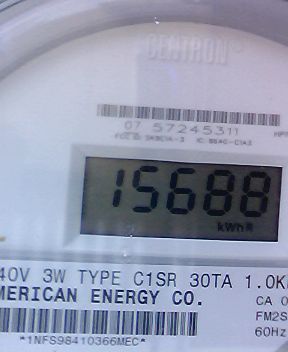 CENTRON®
07 57245311
15688
kWh
40V 3W TYPE C1SR 30TA 1.0K
MERICAN ENERGY CO.
CA 0
FM2S
60Hz
*1NFS98410366MEC*